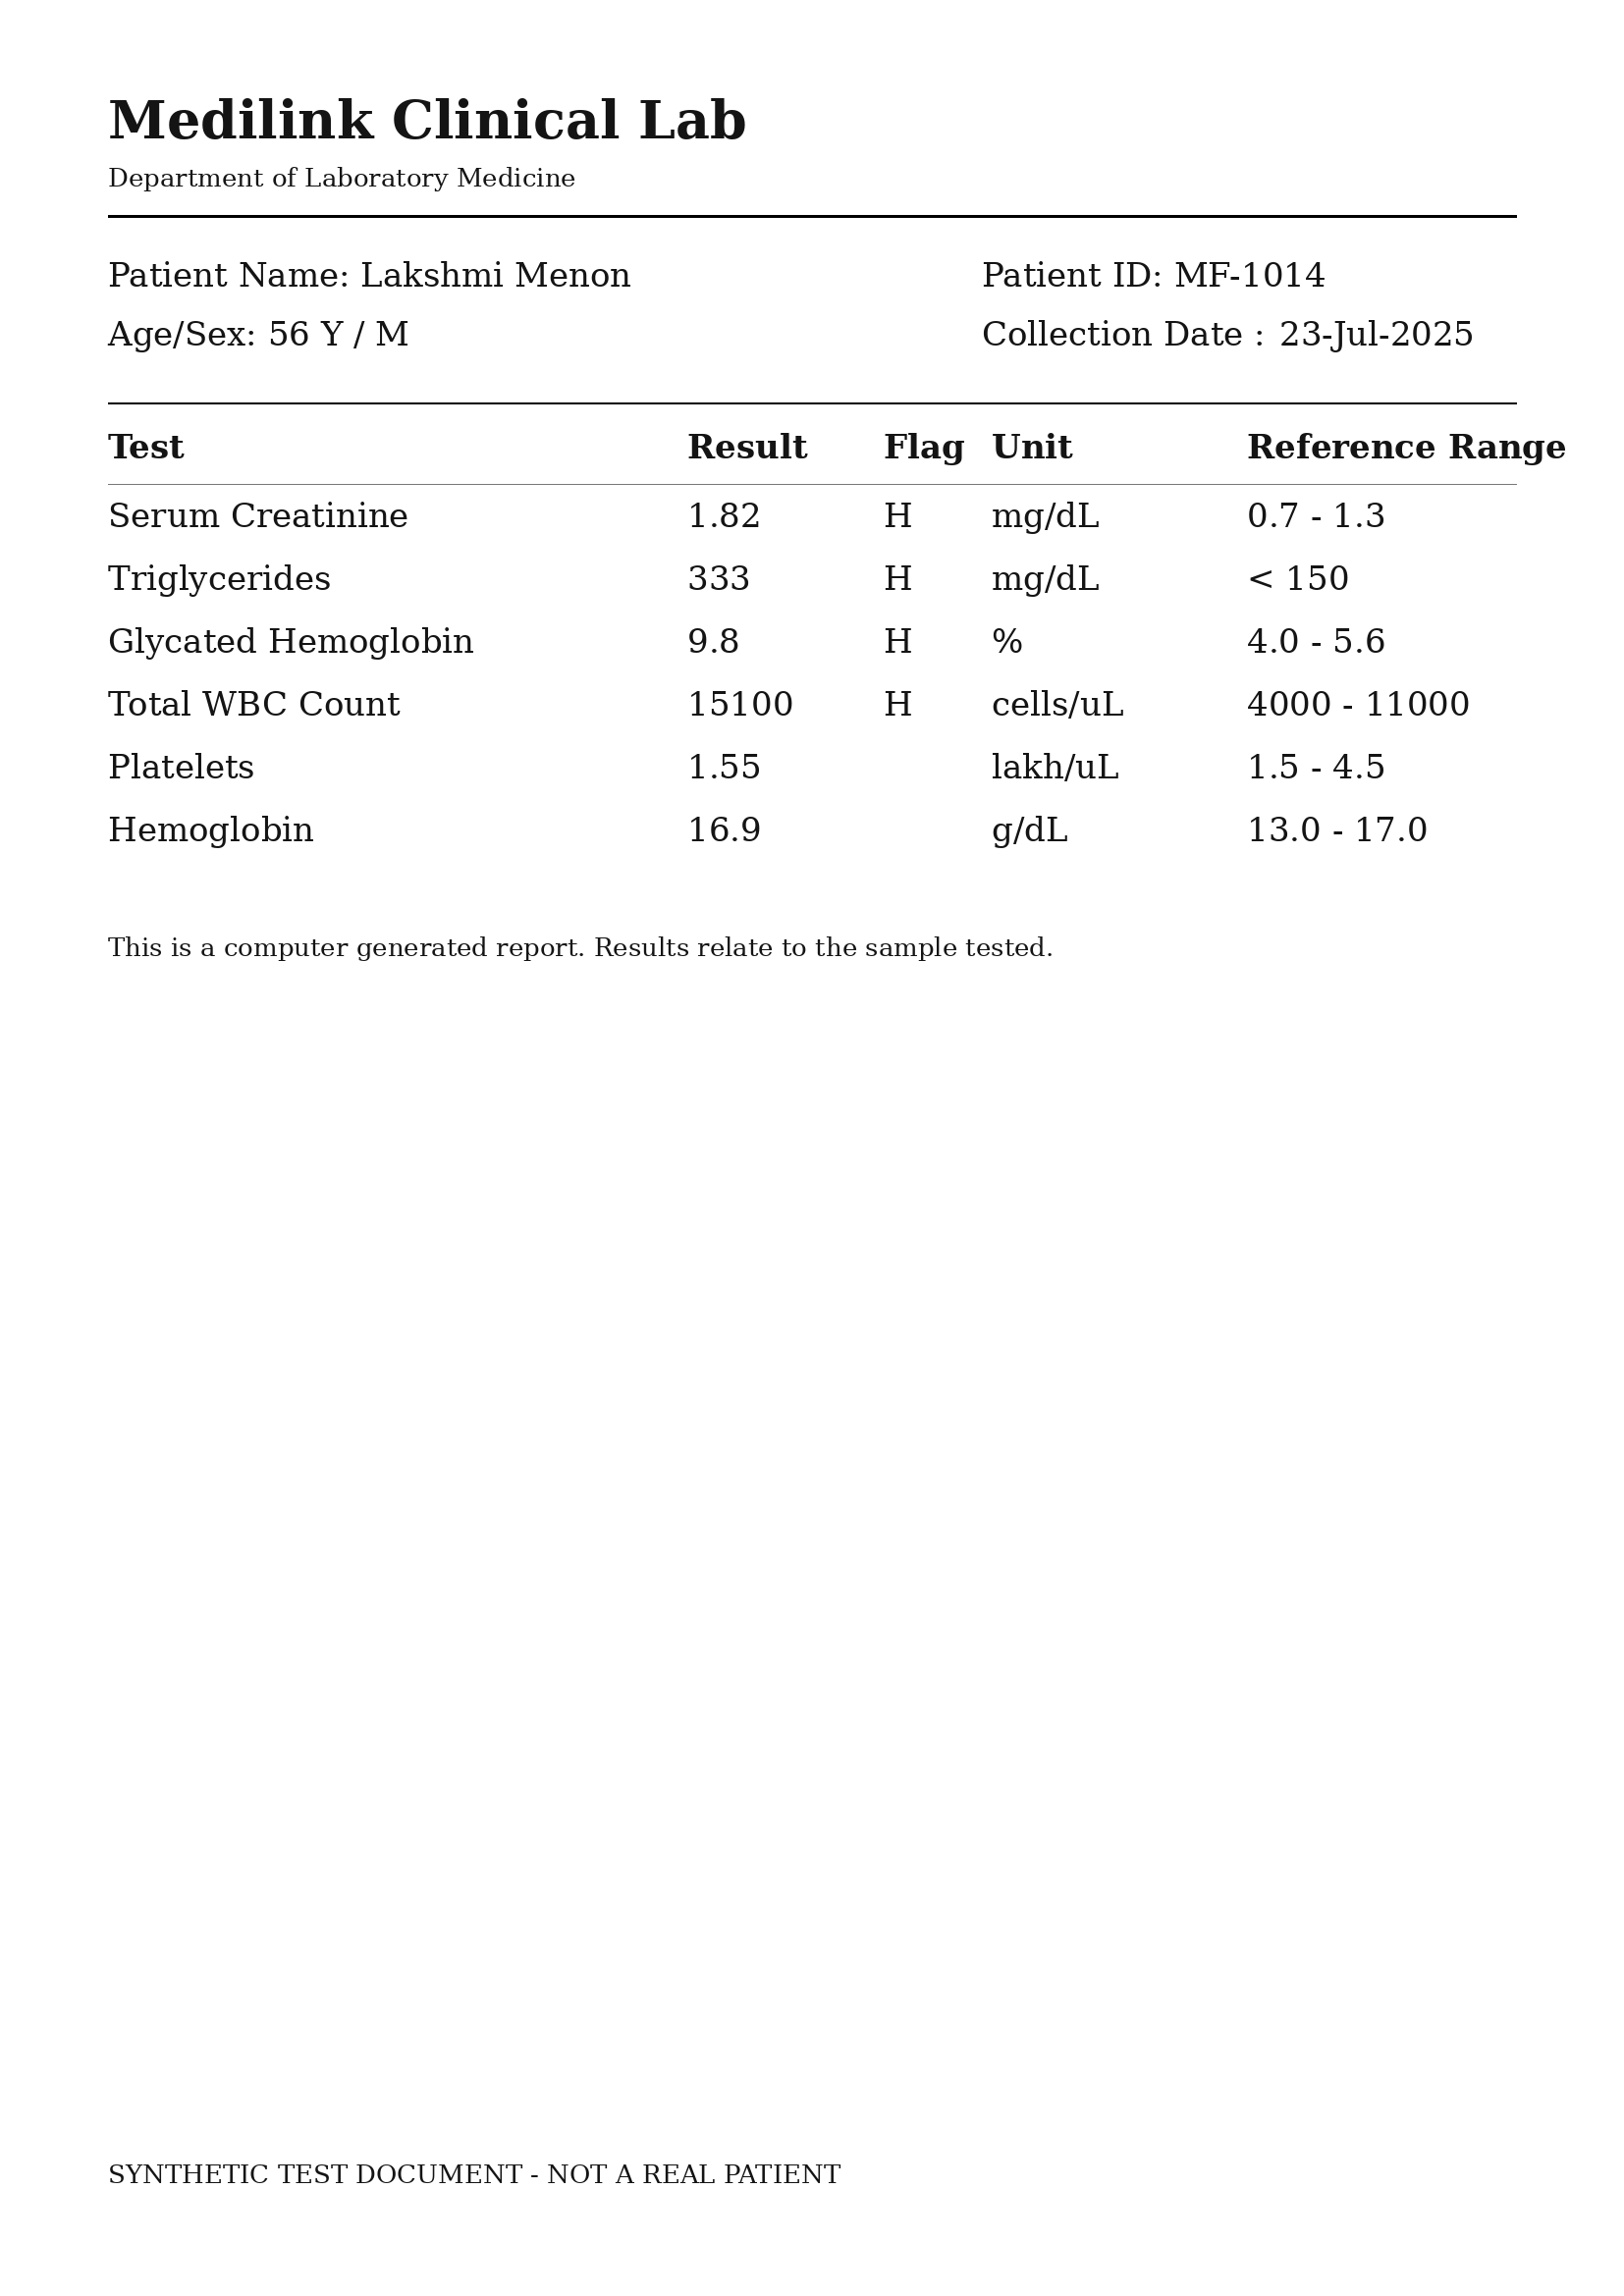 Medilink Clinical Lab
Department of Laboratory Medicine
Patient Name: Lakshmi Menon Patient ID: MF-1014
Age/Sex: 56 Y / M Collection Date : 23-Jul-2025
Test Result Flag Unit Reference Range
Serum Creatinine 1.82 H mg/dL 0.7 - 1.3
Triglycerides 333 H mg/dL < 150
Glycated Hemoglobin 9.8 H % 4.0 - 5.6
Total WBC Count 15100 H cells/uL 4000 - 11000
Platelets 1.55 lakh/uL 1.5 - 4.5
Hemoglobin 16.9 g/dL 13.0 - 17.0
This is a computer generated report. Results relate to the sample tested.
SYNTHETIC TEST DOCUMENT - NOT A REAL PATIENT